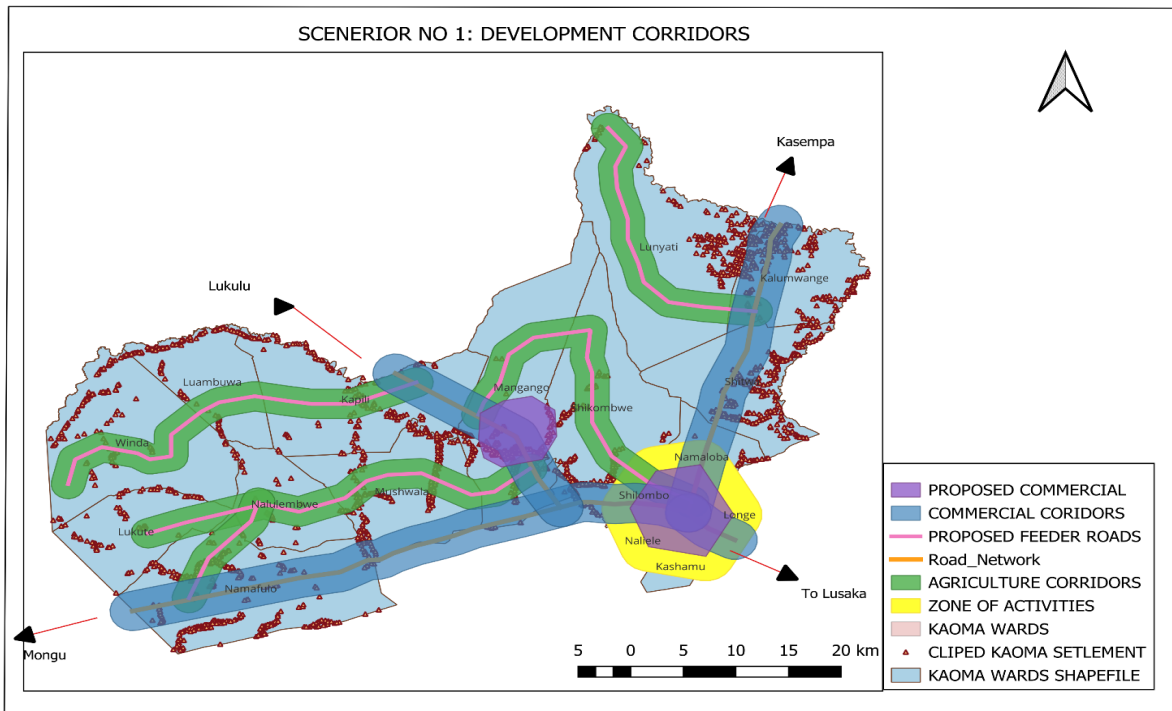 SCENERIOR NO 1: DEVELOPMENT CORRIDORS
Kasempa
Lunyati
Kalumwange
Lukulu
Luambuwa
Kapili
Mangango
Shitwa
Shikombwe
Winda
Namaloba
Mushwala
Nalulembwe
Shilombo
Longe
Lukute
Naliele
Kashamu
Namafulo
To Lusaka
Mongu
5 0 5 10 15 20 km
PROPOSED COMMERCIAL
COMMERCIAL CORIDORS
PROPOSED FEEDER ROADS
Road_Network
AGRICULTURE CORRIDORS
ZONE OF ACTIVITIES
KAOMA WARDS
CLIPED KAOMA SETLEMENT
KAOMA WARDS SHAPEFILE